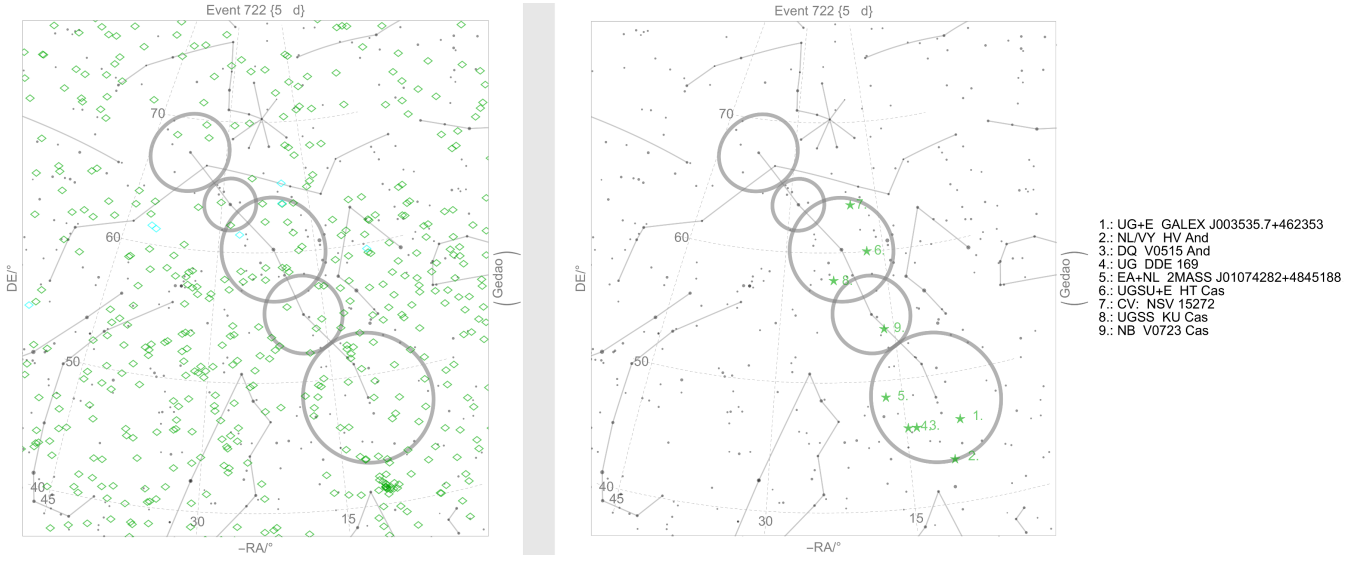 Event 722 {5 d}
70
60
50
40
45
30
15
DE/°
−RA/°
Gedao
Event 722 {5 d}
70
60
50
40
45
30
15
DE/°
−RA/°
Gedao
7.
6.
8.
9.
5.
43.
1.
2.
1.: UG+E GALEX J003535.7+462353
2.: NL/VY HV And
3.: DQ V0515 And
4.: UG DDE 169
5.: EA+NL 2MASS J01074282+4845188
6.: UGSU+E HT Cas
7.: CV: NSV 15272
8.: UGSS KU Cas
9.: NB V0723 Cas